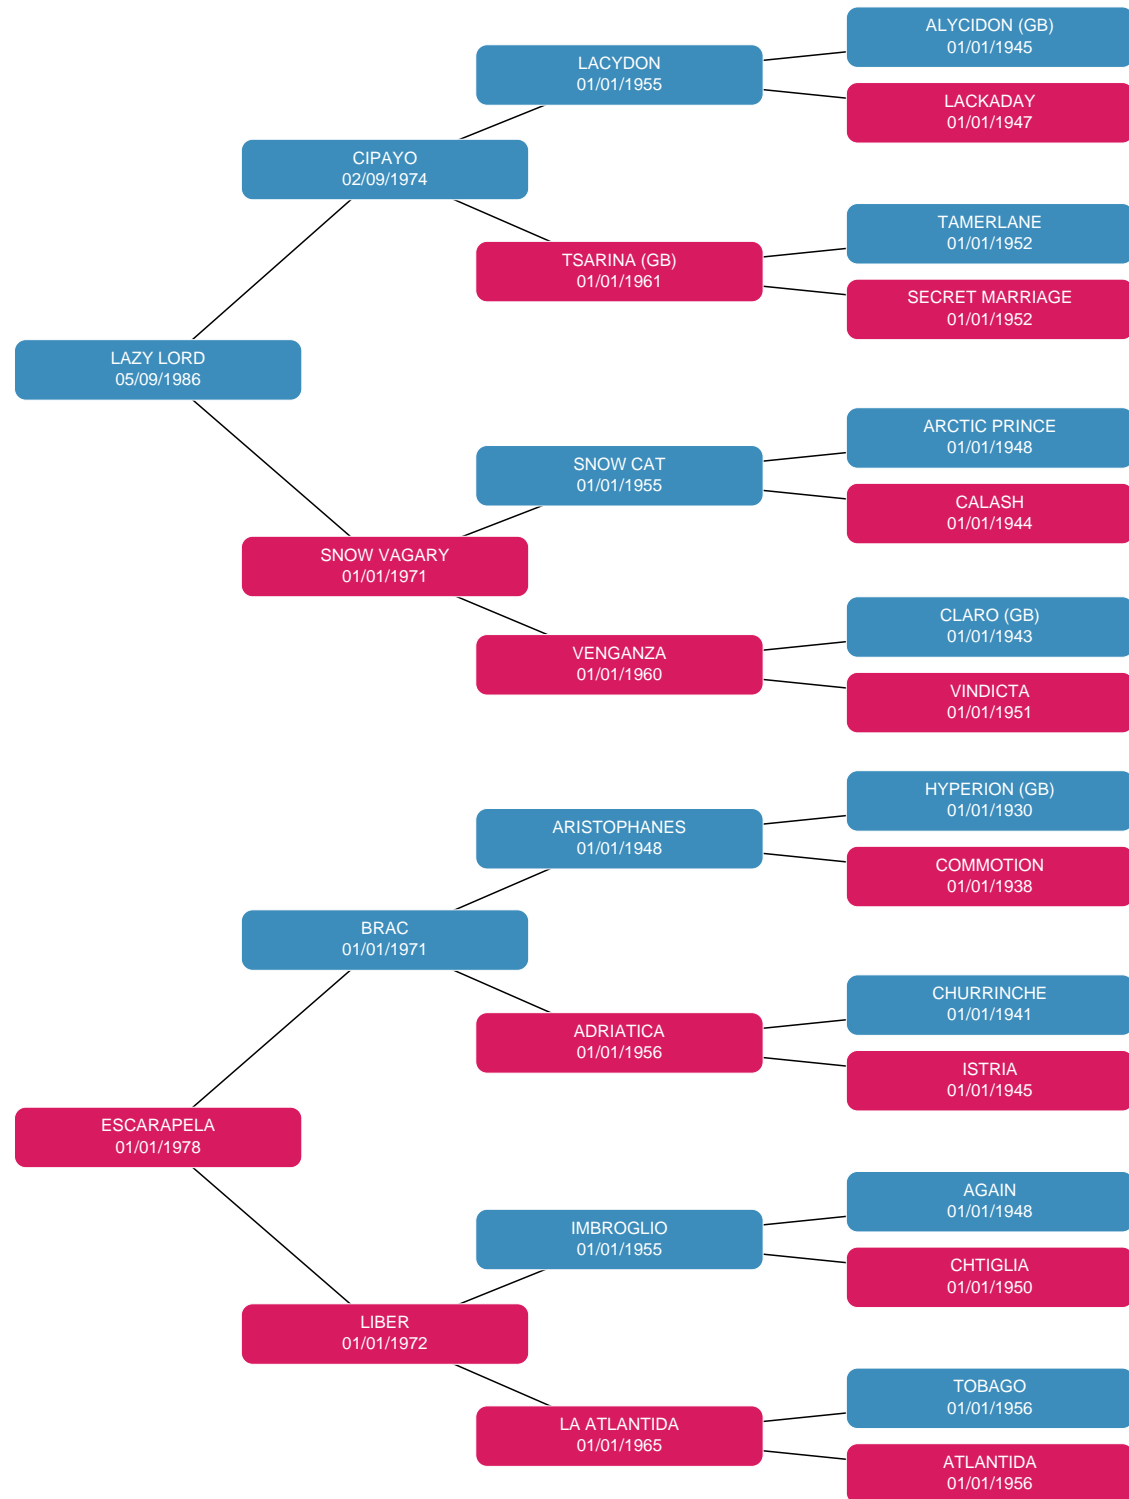 ALYCIDON (GB)
01/01/1945
LACYDON
01/01/1955
LACKADAY
01/01/1947
CIPAYO
02/09/1974
TAMERLANE
01/01/1952
TSARINA (GB)
01/01/1961
SECRET MARRIAGE
01/01/1952
LAZY LORD
05/09/1986
ARCTIC PRINCE
01/01/1948
SNOW CAT
01/01/1955
CALASH
01/01/1944
SNOW VAGARY
01/01/1971
CLARO (GB)
01/01/1943
VENGANZA
01/01/1960
VINDICTA
01/01/1951
HYPERION (GB)
01/01/1930
ARISTOPHANES
01/01/1948
COMMOTION
01/01/1938
BRAC
01/01/1971
CHURRINCHE
01/01/1941
ADRIATICA
01/01/1956
ISTRIA
01/01/1945
ESCARAPELA
01/01/1978
AGAIN
01/01/1948
IMBROGLIO
01/01/1955
CHTIGLIA
01/01/1950
LIBER
01/01/1972
TOBAGO
01/01/1956
LA ATLANTIDA
01/01/1965
ATLANTIDA
01/01/1956